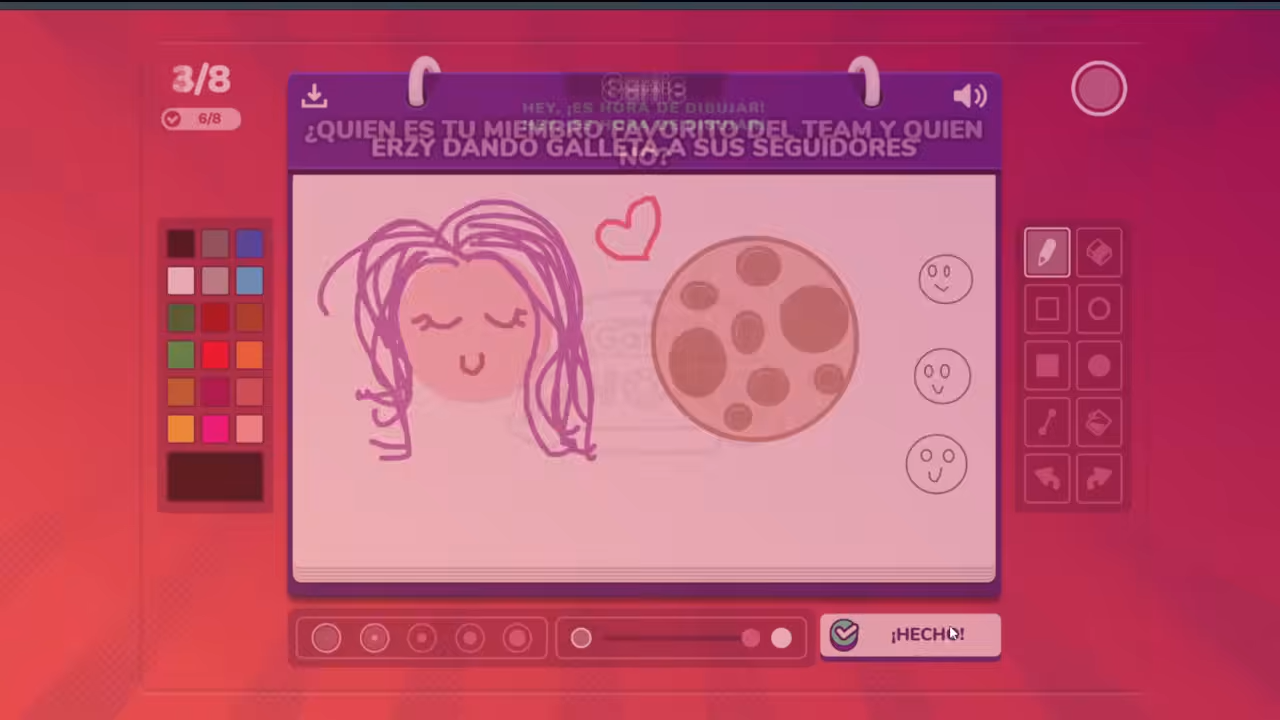 3/8
6/8
HEY, ¡ES HORA DE DIBUJAR!
¿QUIEN ES TU MIEMBRO FAVORITO DEL TEAM Y QUIEN
NO?
ERZY DANDO GALLETA A SUS SEGUIDORES
¡HECHO!